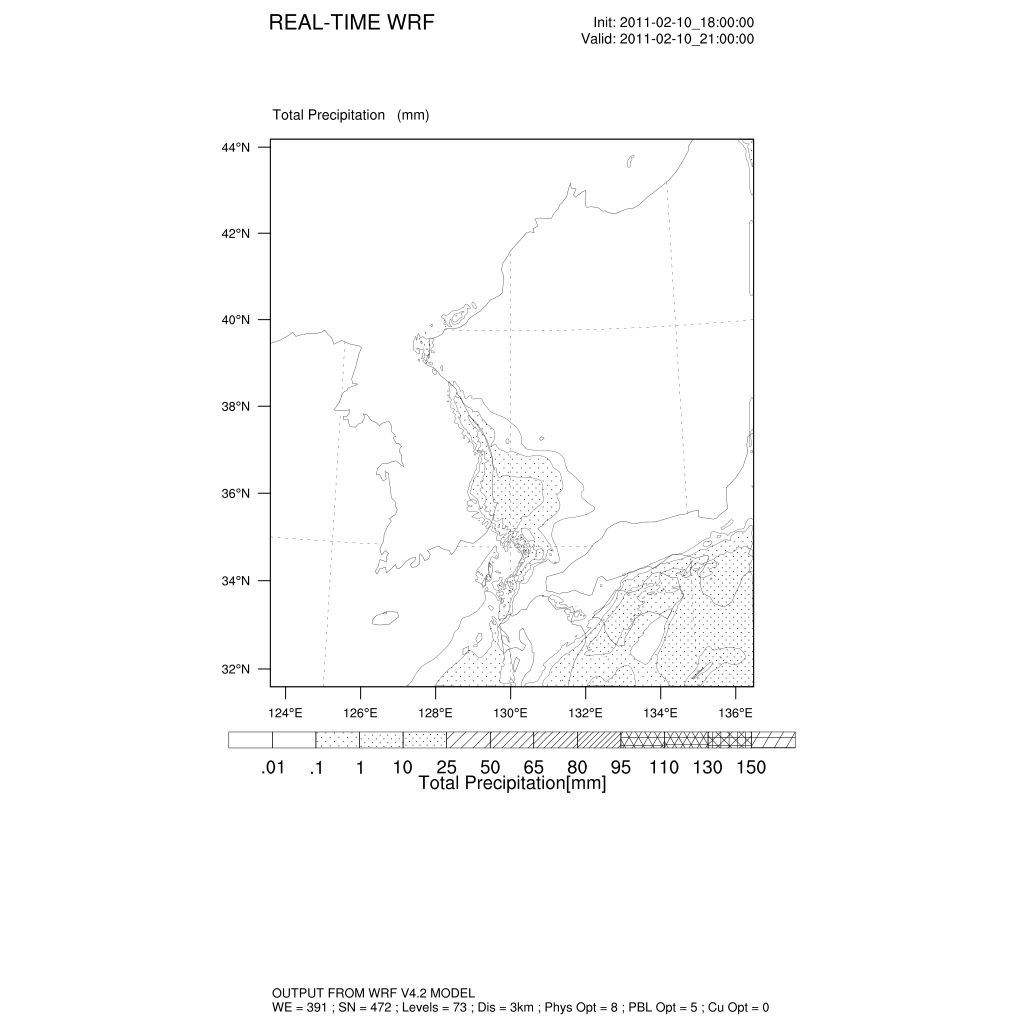 REAL-TIME WRF
Init: 2011-02-10_18:00:00
Valid: 2011-02-10_21:00:00
Total Precipitation (mm)
44°N
42°N
40°N
38°N
36°N
34°N
32°N
124°E 126°E 128°E 130°E 132°E 134°E 136°E
.01 .1 1 10 25 50 65 80 95 110 130 150
Total Precipitation[mm]
OUTPUT FROM WRF V4.2 MODEL
WE = 391 ; SN = 472 ; Levels = 73 ; Dis = 3km ; Phys Opt = 8 ; PBL Opt = 5 ; Cu Opt = 0